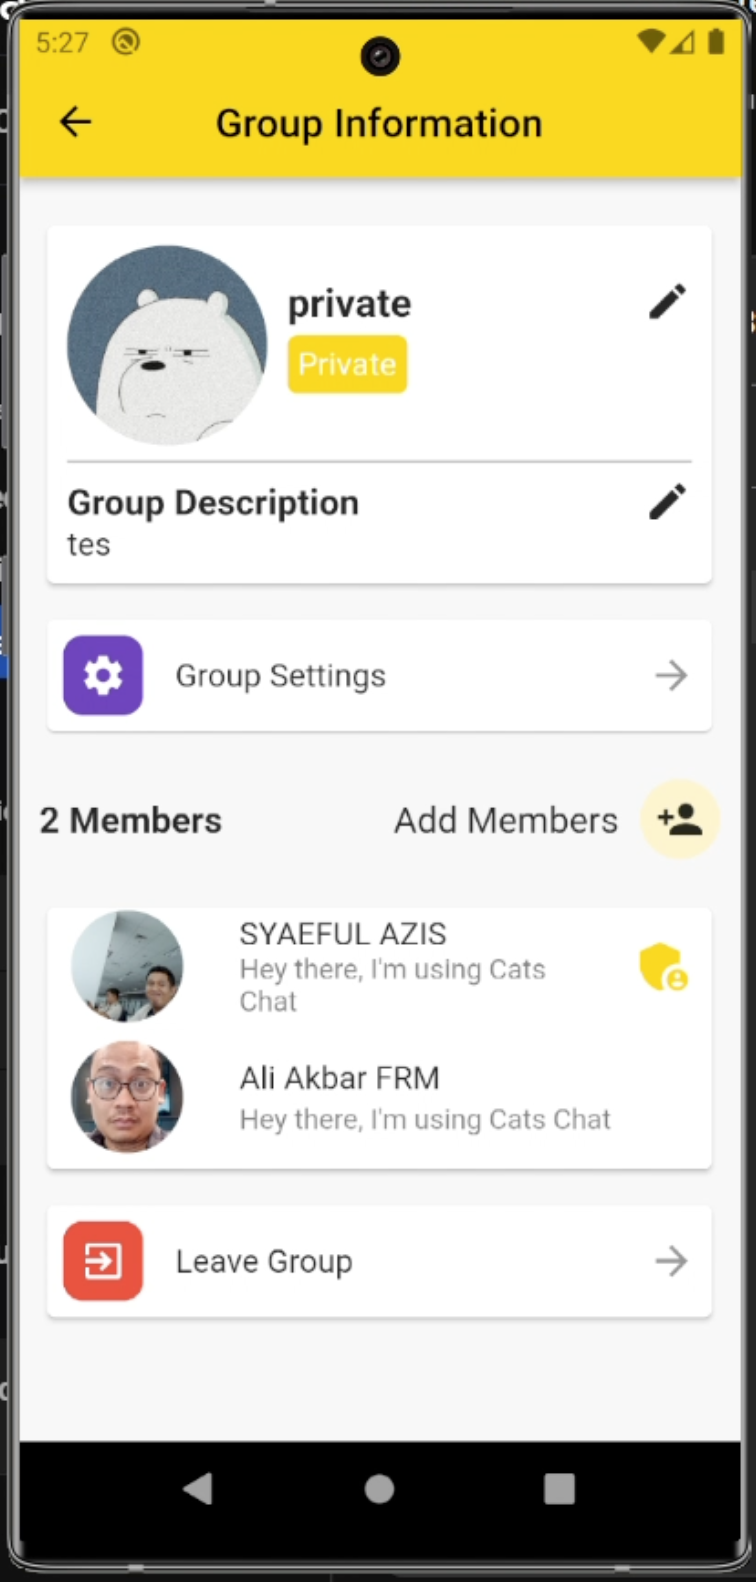 5:27
Group Information
private
Private
Group Description
tes
Group Settings
2 Members
Add Members
SYAEFUL AZIS
Hey there, I'm using Cats
Chat
Ali Akbar FRM
Hey there, I'm using Cats Chat
Leave Group